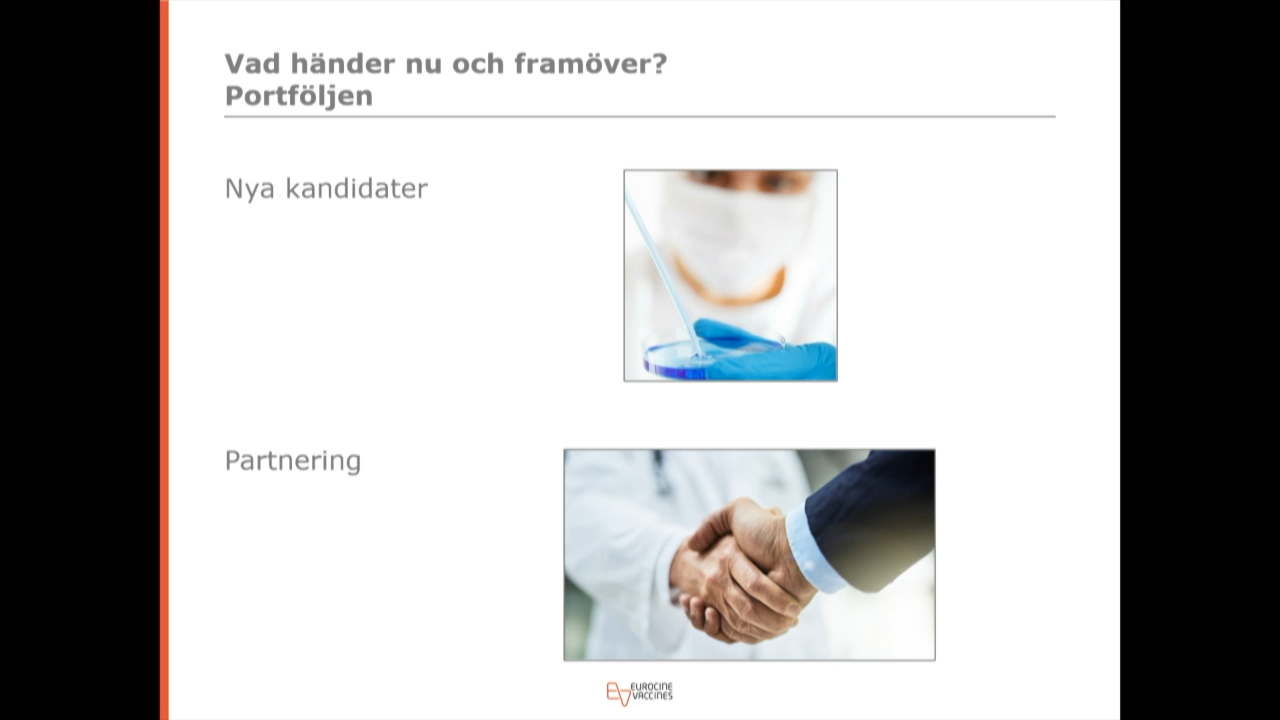 Vad händer nu och framöver?
Portföljen
Nya kandidater
Partnering
EUROCINE
VACCINES